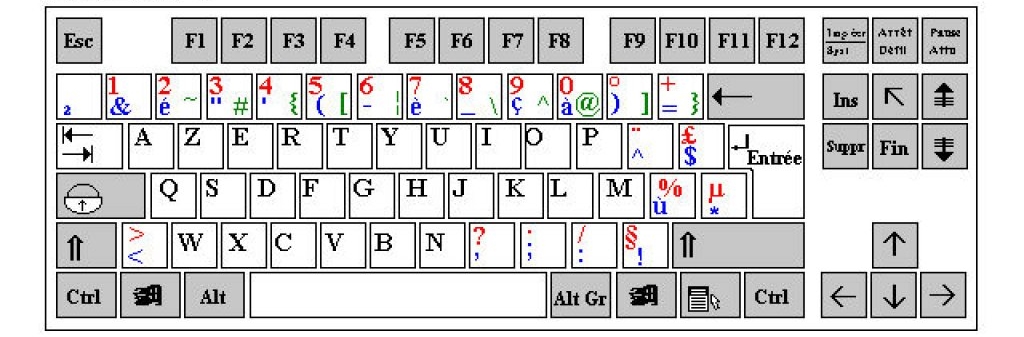 Esc F1 F2 F3 F4 F5 F6 F7 F8 F9 F10 F11 F12 Impécr Syst Arrêt Défil Pause Attn
² 1 & 2 é ~ 3 " # 4 ' { 5 ( [ 6 - ¦ 7 è ` 8 _ \ 9 ç ^ 0 à @ ° ) ] + = } ← Ins ↖
A Z E R T Y U I O P ¨ ^ £ $ Entrée Suppr Fin
Q S D F G H J K L M % ù µ *
⇑ > < W X C V B N ? , . ; / : § ! ⇑ ↑
Ctrl Alt Alt Gr Ctrl ← ↓ →